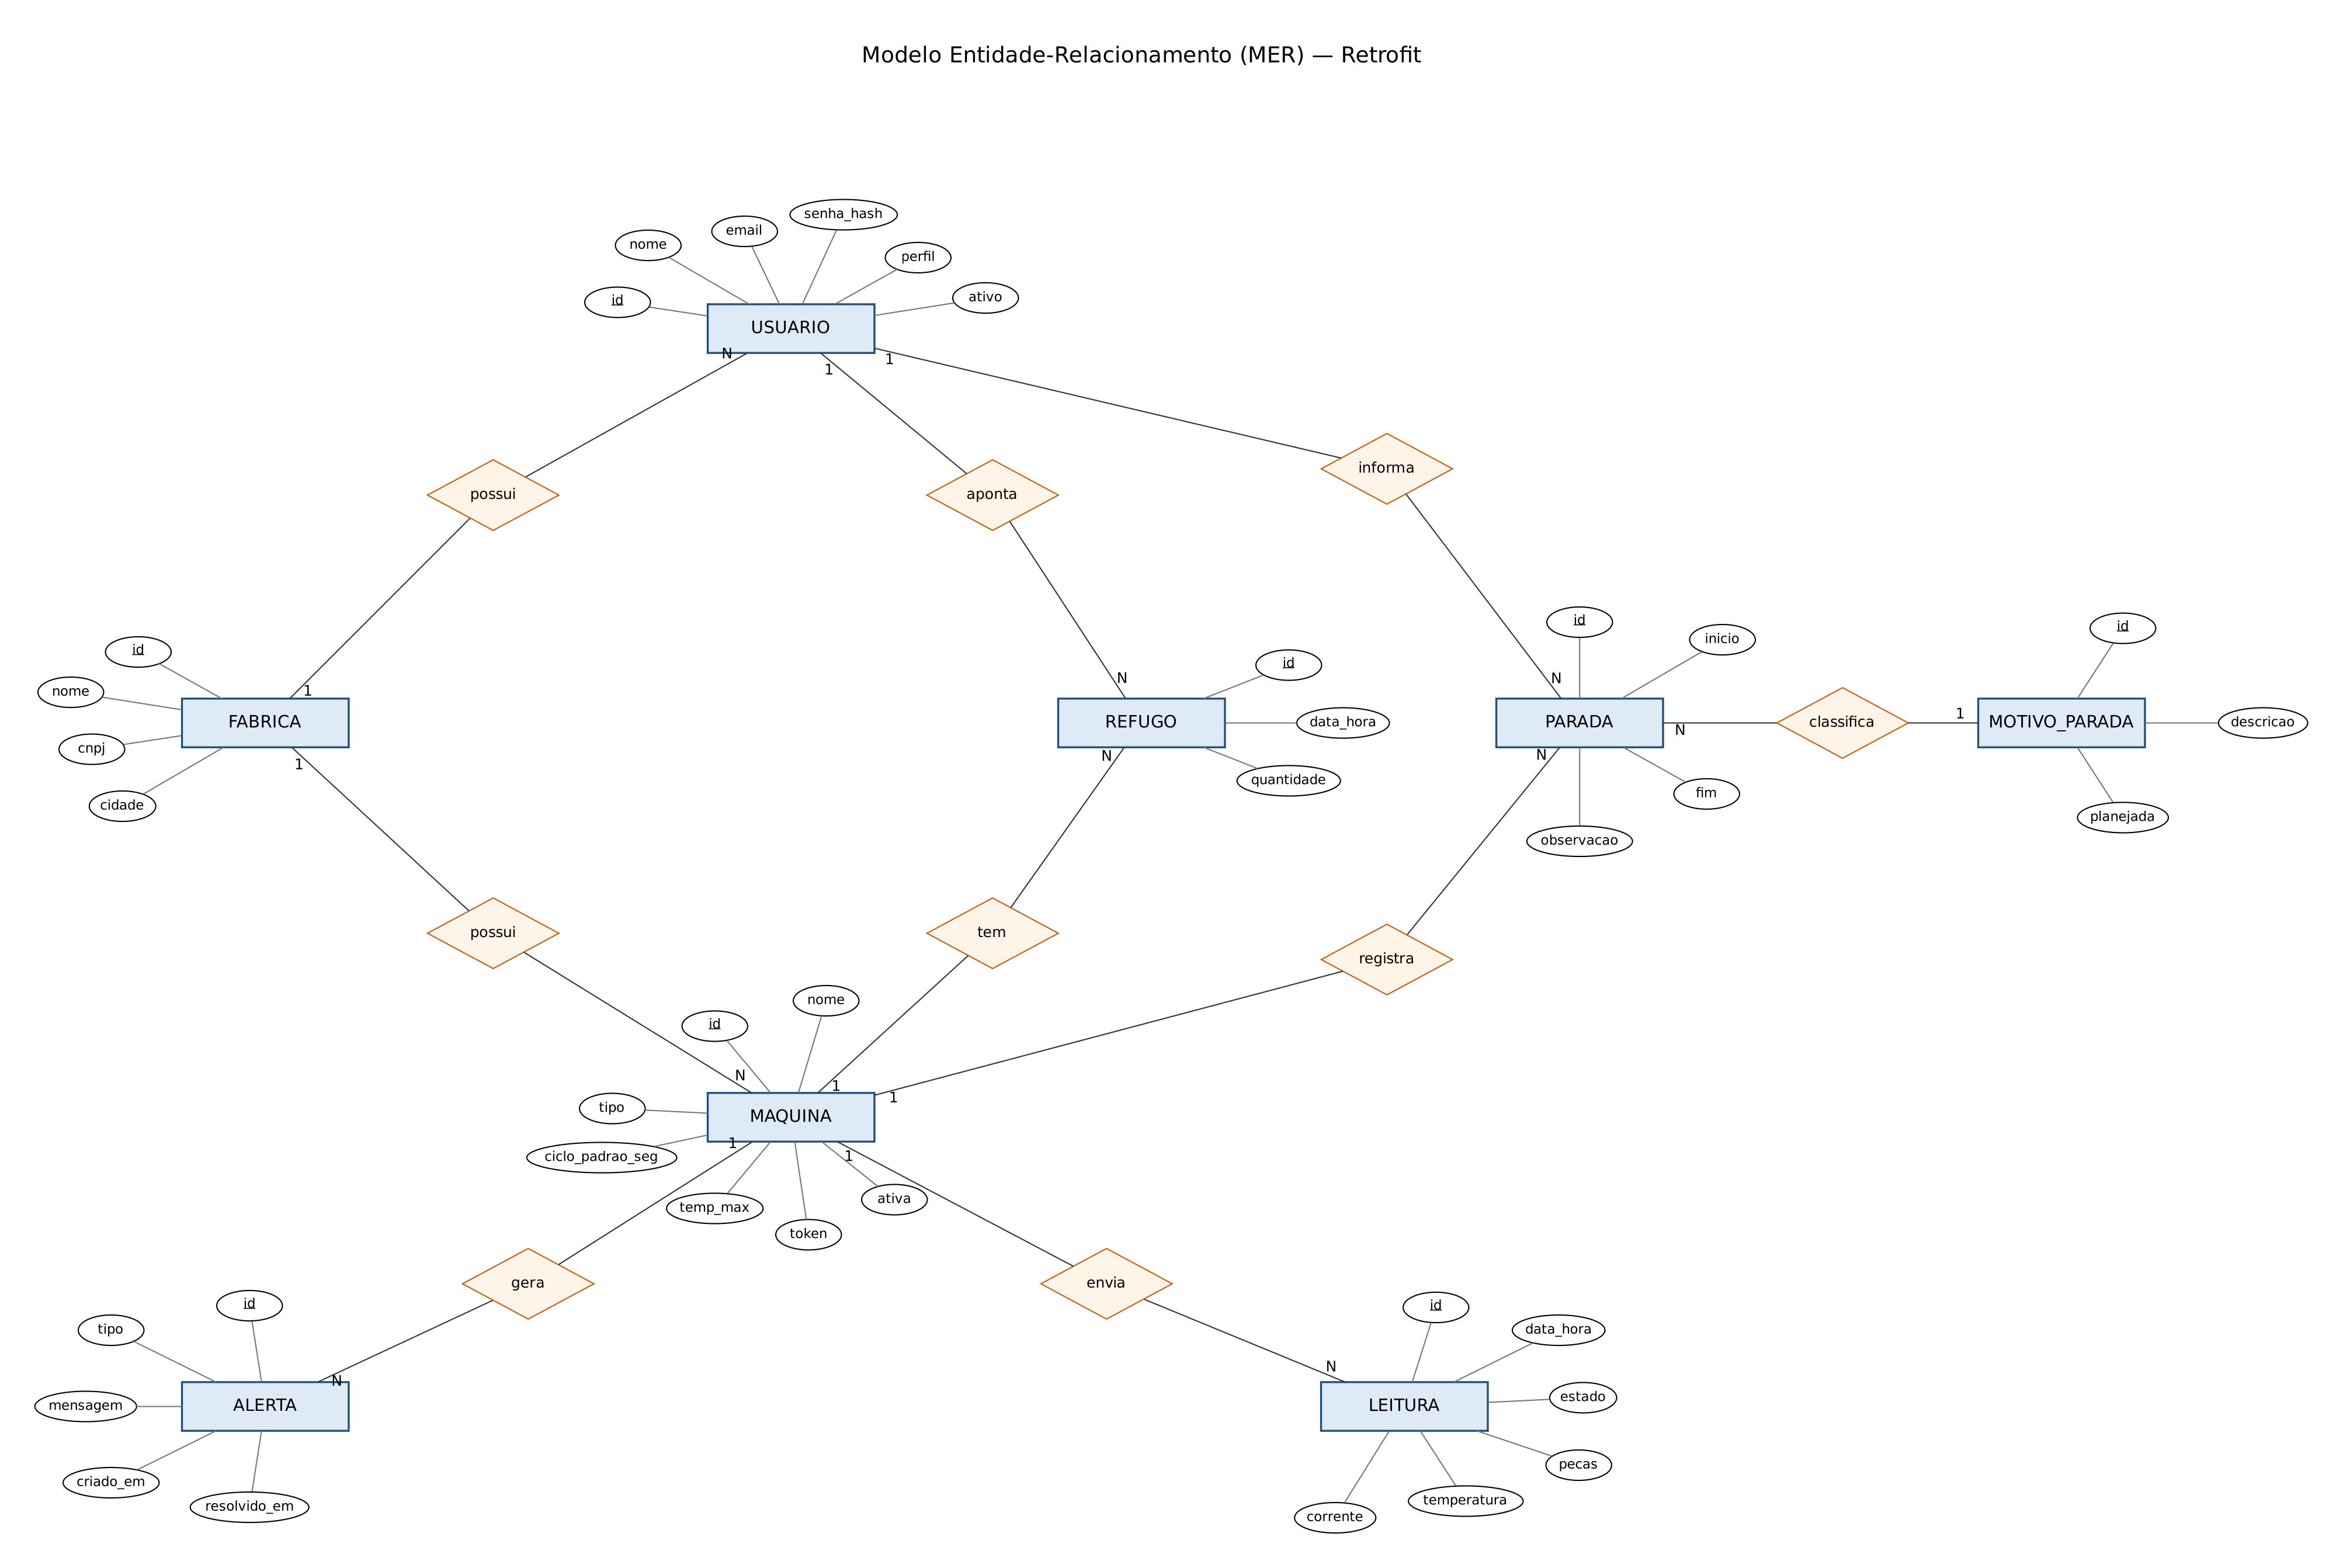 Modelo Entidade-Relacionamento (MER) — Retrofit
senha_hash
email
nome
perfil
id
ativo
USUARIO
N
1
1
possui
aponta
informa
id
nome
cnpj
cidade
FABRICA
1
1
N
REFUGO
id
data_hora
quantidade
N
N
PARADA
id
inicio
fim
observacao
N
N
classifica
1
MOTIVO_PARADA
id
descricao
planejada
possui
tem
registra
id
nome
N
1
1
MAQUINA
tipo
ciclo_padrao_seg
1
1
temp_max
token
ativa
gera
envia
id
tipo
mensagem
criado_em
resolvido_em
N
ALERTA
N
LEITURA
id
data_hora
estado
pecas
temperatura
corrente